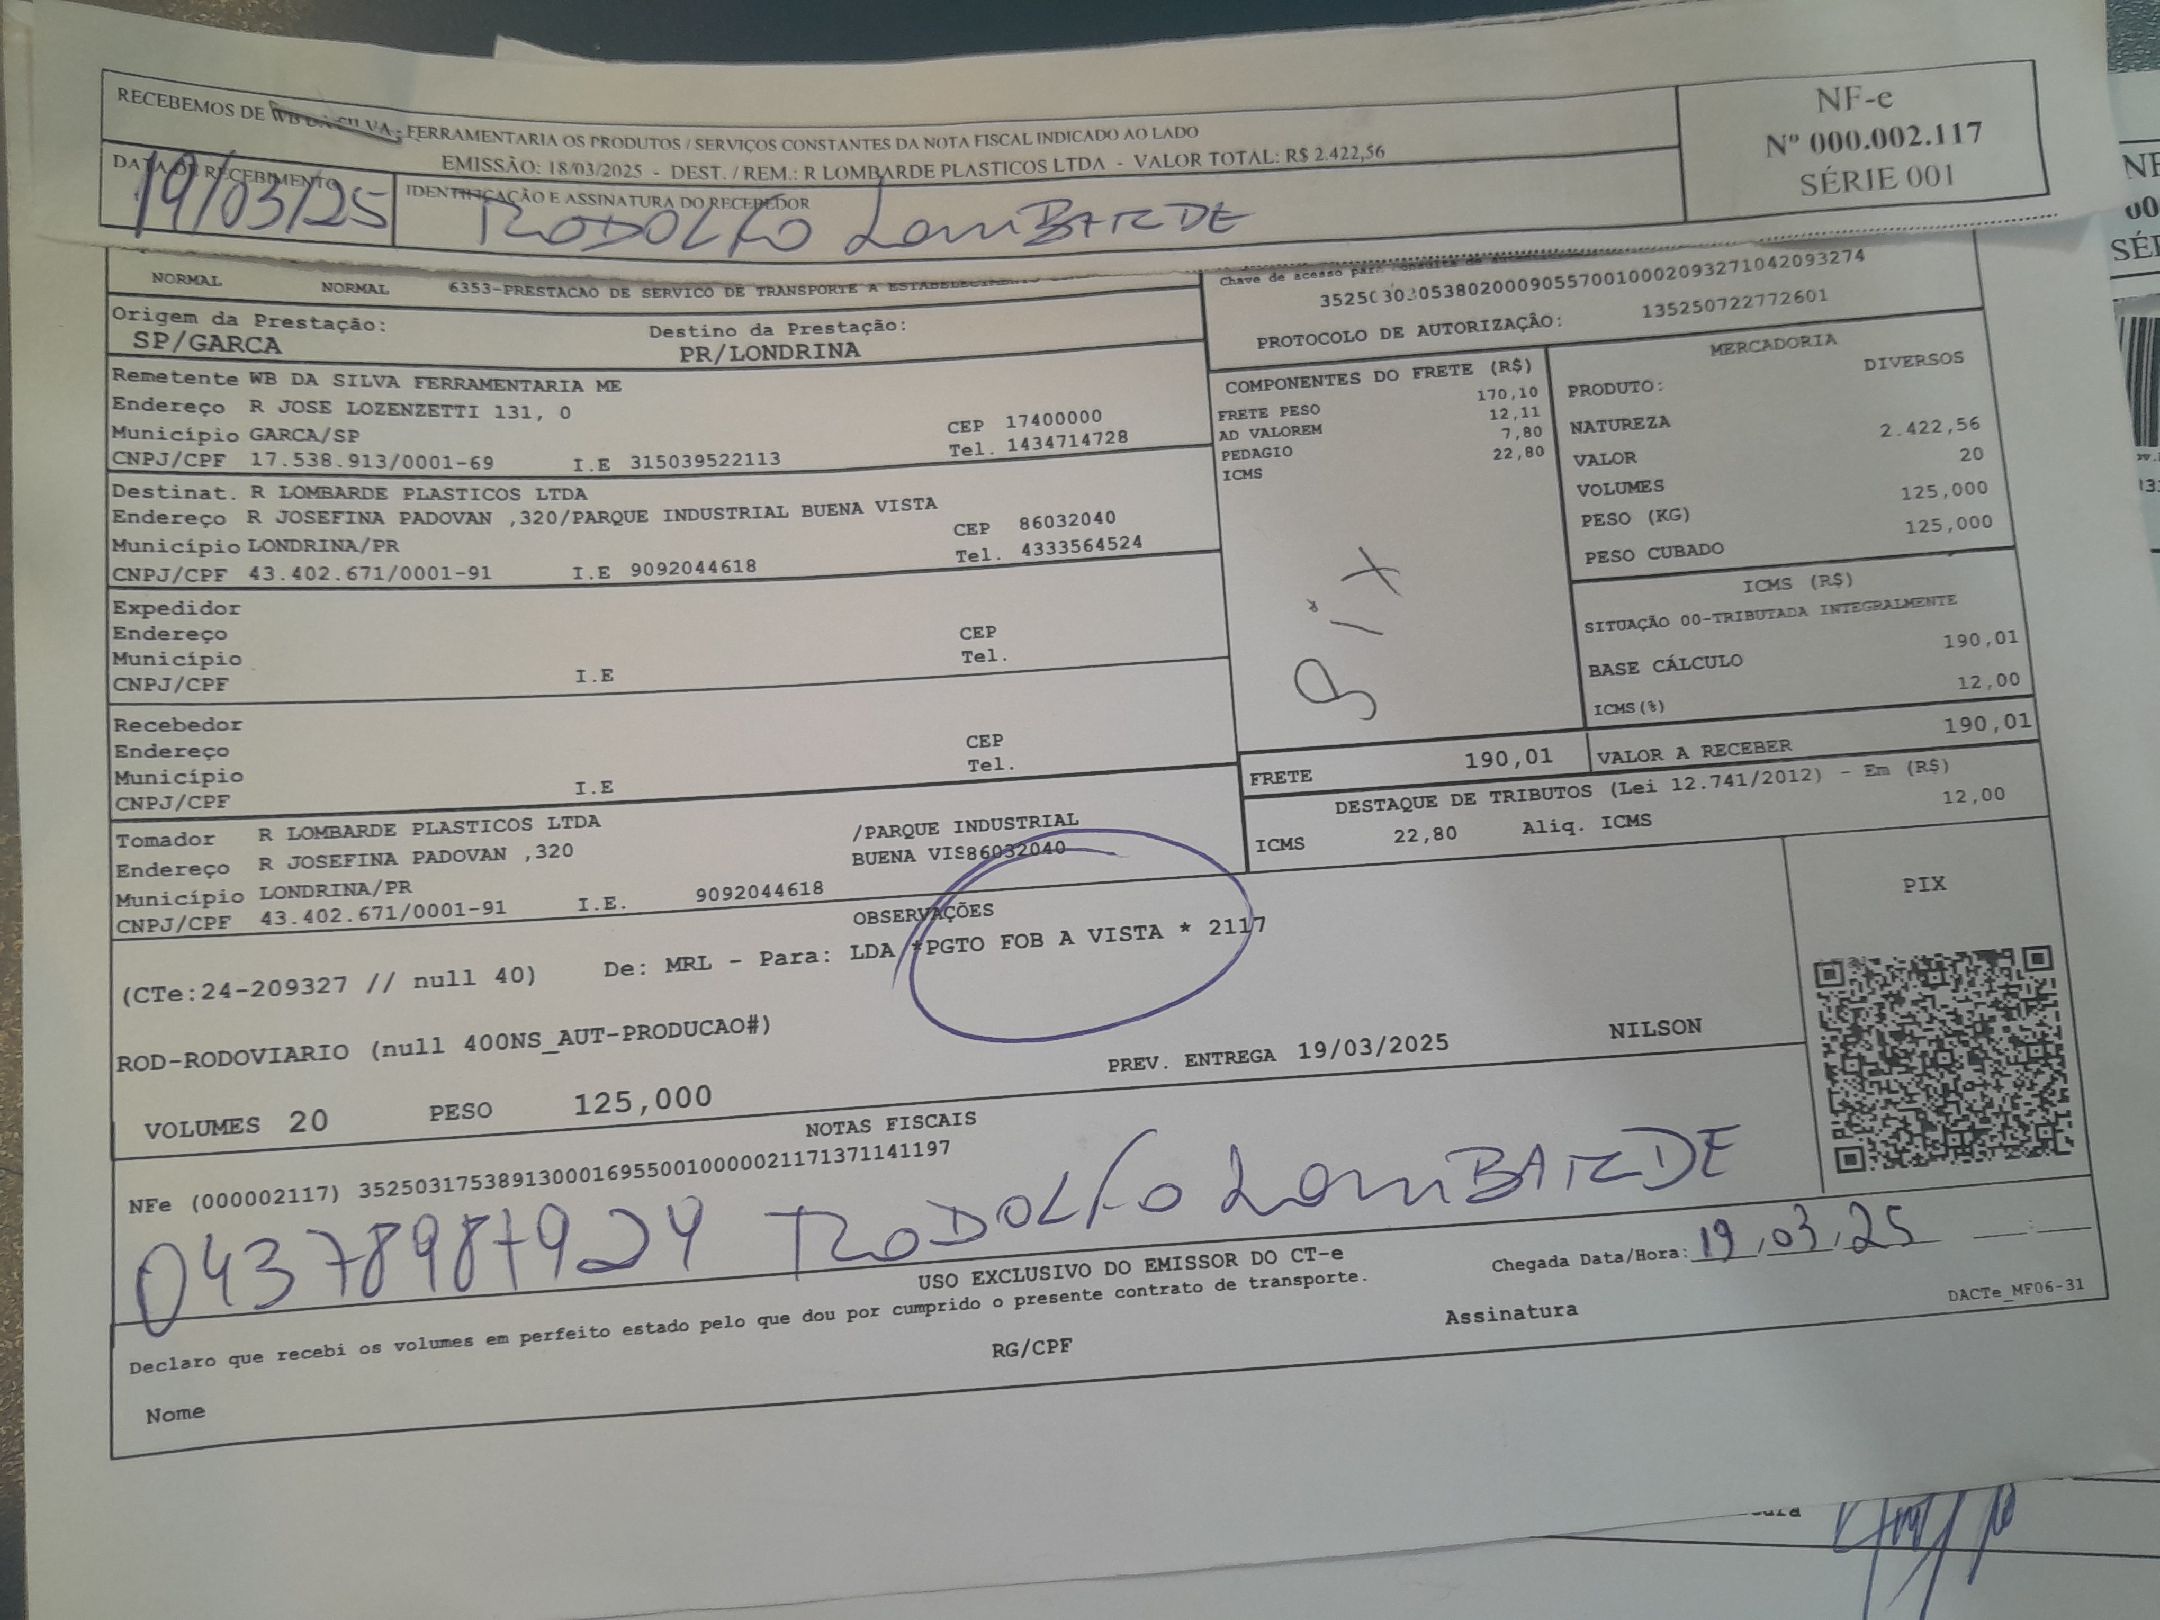 RECEBEMOS DE WB DA SILVA - FERRAMENTARIA OS PRODUTOS / SERVIÇOS CONSTANTES DA NOTA FISCAL INDICADO AO LADO
EMISSÃO: 18/03/2025 - DEST. / REM.: R LOMBARDE PLASTICOS LTDA - VALOR TOTAL: R$ 2.422,56
NF-e
Nº 000.002.117
SÉRIE 001
DATA DE RECEBIMENTO
19/03/25
IDENTIFICAÇÃO E ASSINATURA DO RECEBEDOR
RODOLFO LOMBARDE
NORMAL NORMAL 6353-PRESTACAO DE SERVICO DE TRANSPORTE A
Chave de acesso para consulta de
135250722772601
PROTOCOLO DE AUTORIZAÇÃO:
Origem da Prestação: Destino da Prestação:
SP/GARCA PR/LONDRINA
Remetente WB DA SILVA FERRAMENTARIA ME
Endereço R JOSE LOZENZETTI 131, 0 CEP 17400000
Município GARCA/SP Tel. 1434714728
CNPJ/CPF 17.538.913/0001-69 I.E 315039522113
Destinat. R LOMBARDE PLASTICOS LTDA
Endereço R JOSEFINA PADOVAN ,320/PARQUE INDUSTRIAL BUENA VISTA CEP 86032040
Município LONDRINA/PR Tel. 4333564524
CNPJ/CPF 43.402.671/0001-91 I.E 9092044618
Expedidor
Endereço CEP
Município Tel.
CNPJ/CPF I.E
Recebedor
Endereço CEP
Município Tel.
CNPJ/CPF I.E
Tomador R LOMBARDE PLASTICOS LTDA /PARQUE INDUSTRIAL
Endereço R JOSEFINA PADOVAN ,320 BUENA VIS86032040
Município LONDRINA/PR
CNPJ/CPF 43.402.671/0001-91 I.E. 9092044618
COMPONENTES DO FRETE (R$)
FRETE PESO 170,10
AD VALOREM 12,11
PEDAGIO 7,80
ICMS 22,80
Pix
MERCADORIA
PRODUTO: DIVERSOS
NATUREZA
VALOR 2.422,56
VOLUMES 20
PESO (KG) 125,000
PESO CUBADO 125,000
ICMS (R$)
SITUAÇÃO 00-TRIBUTADA INTEGRALMENTE
BASE CÁLCULO 190,01
ICMS(%) 12,00
FRETE 190,01 VALOR A RECEBER 190,01
DESTAQUE DE TRIBUTOS (Lei 12.741/2012) - Em (R$)
ICMS 22,80 Aliq. ICMS 12,00
OBSERVAÇÕES
(CTe:24-209327 // null 40) De: MRL - Para: LDA *PGTO FOB A VISTA * 2117
PIX
ROD-RODOVIARIO (null 400NS_AUT-PRODUCAO#)
PREV. ENTREGA 19/03/2025 NILSON
VOLUMES 20 PESO 125,000
NOTAS FISCAIS
NFe (000002117) 35250317538913000169550010000021171371141197
04378987924 RODOLFO LOMBARDE
USO EXCLUSIVO DO EMISSOR DO CT-e
Chegada Data/Hora: 19/03/25
Declaro que recebi os volumes em perfeito estado pelo que dou por cumprido o presente contrato de transporte.
Nome RG/CPF Assinatura
DACTe_MF06-31